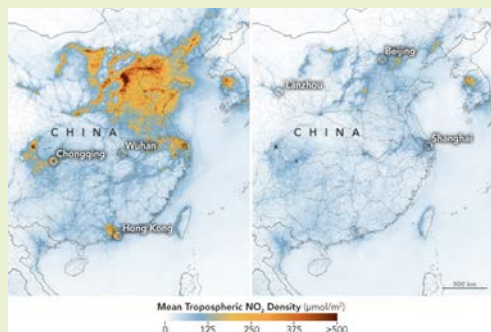 Beijing
Lanzhou
CHINA
Wuhan
Chongqing
Hong Kong
CHINA
Shanghai
500 km
Mean Tropospheric NO₂ Density (μmol/m²)
0 125 250 375 >500